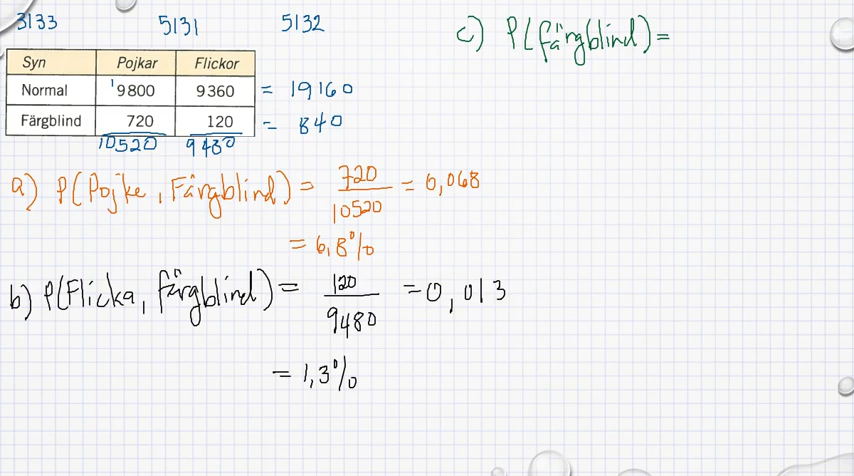 3133 5131 5132
Syn Pojkar Flickor
Normal 9800 9360 = 19160
Färgblind 720 120 = 840
10520 9480
a) P(Pojke, Färgblind) = 720/10520 = 0,068
= 6,8%
b) P(Flicka, färgblind) = 120/9480 = 0,013
= 1,3%
c) P(färgblind) =